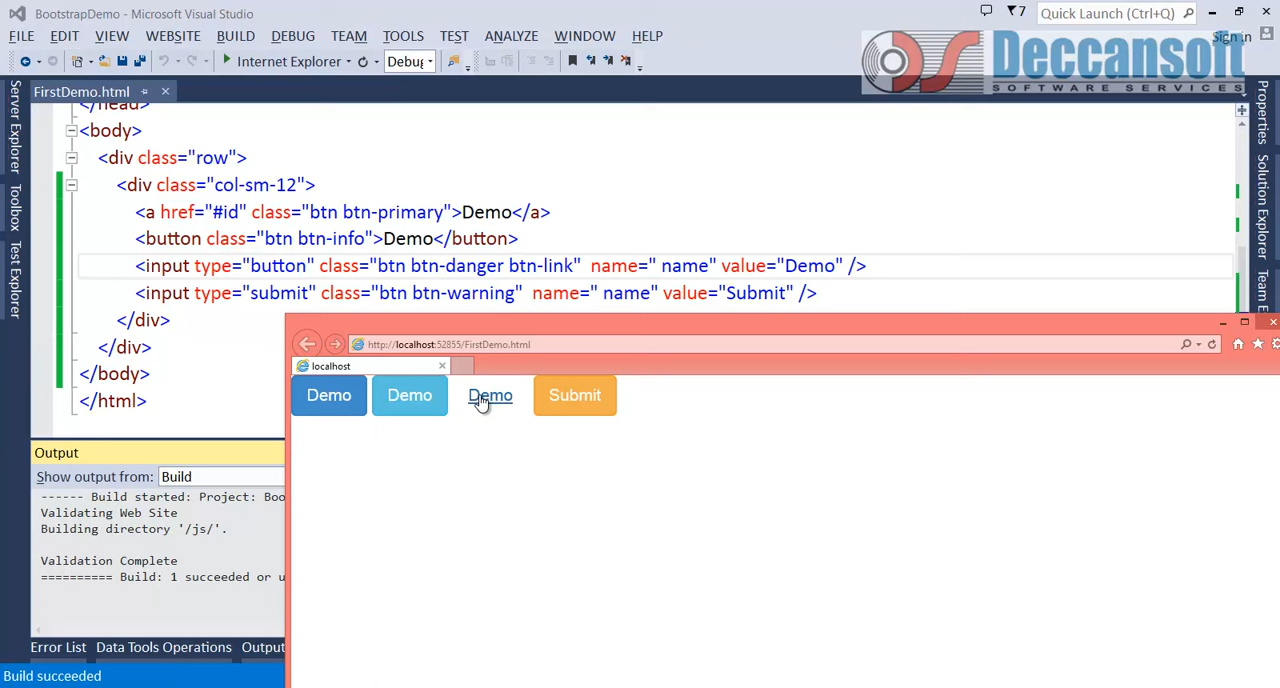 BootstrapDemo - Microsoft Visual Studio
7
Quick Launch (Ctrl+Q)
FILE EDIT VIEW WEBSITE BUILD DEBUG TEAM TOOLS TEST ANALYZE WINDOW HELP
Sign in
Internet Explorer
Debug
DS Deccansoft
SOFTWARE SERVICES
FirstDemo.html
Server Explorer
Toolbox
Test Explorer
Properties
Solution Explorer
</head>
<body>
<div class="row">
<div class="col-sm-12">
<a href="#id" class="btn btn-primary">Demo</a>
<button class="btn btn-info">Demo</button>
<input type="button" class="btn btn-danger btn-link"  name=" name" value="Demo" />
<input type="submit" class="btn btn-warning"  name=" name" value="Submit" />
</div>
</div>
</body>
</html>
http://localhost:52855/FirstDemo.html
localhost
Demo Demo Demo Submit
Output
Show output from: Build
------ Build started: Project: Boo
Validating Web Site
Building directory '/js/'.
Validation Complete
========== Build: 1 succeeded or u
Error List Data Tools Operations Output
Build succeeded